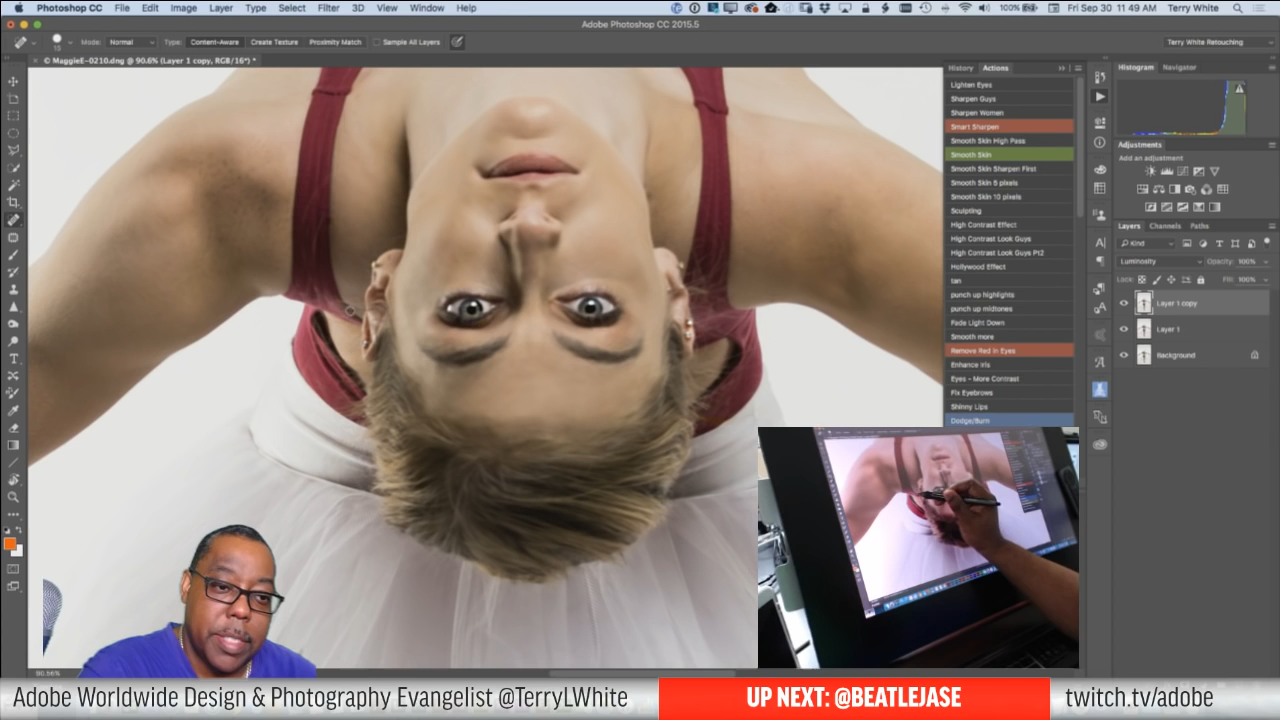 Photoshop CC File Edit Image Layer Type Select Filter 3D View Window Help
100% Fri Sep 30 11:49 AM Terry White
Adobe Photoshop CC 2015.5
15
Mode: Normal Type: Content-Aware Create Texture Proximity Match Sample All Layers
Terry White Retouching
© MaggieE-0210.dng @ 90.6% (Layer 1 copy, RGB/16*) *
History Actions
Lighten Eyes
Sharpen Guys
Sharpen Women
Smart Sharpen
Smooth Skin High Pass
Smooth Skin
Smooth Skin Sharpen First
Smooth Skin 5 pixels
Smooth Skin 10 pixels
Sculpting
High Contrast Effect
High Contrast Look Guys
High Contrast Look Guys Pt2
Hollywood Effect
tan
punch up highlights
punch up midtones
Fade Light Down
Smooth more
Remove Red in Eyes
Enhance Iris
Eyes - More Contrast
Fix Eyebrows
Shinny Lips
Dodge/Burn
Histogram Navigator
Adjustments
Add an adjustment
Layers Channels Paths
Kind
Luminosity Opacity: 100%
Lock: Fill: 100%
Layer 1 copy
Layer 1
Background
90.56%
Adobe Worldwide Design & Photography Evangelist @TerryLWhite
UP NEXT: @BEATLEJASE
twitch.tv/adobe